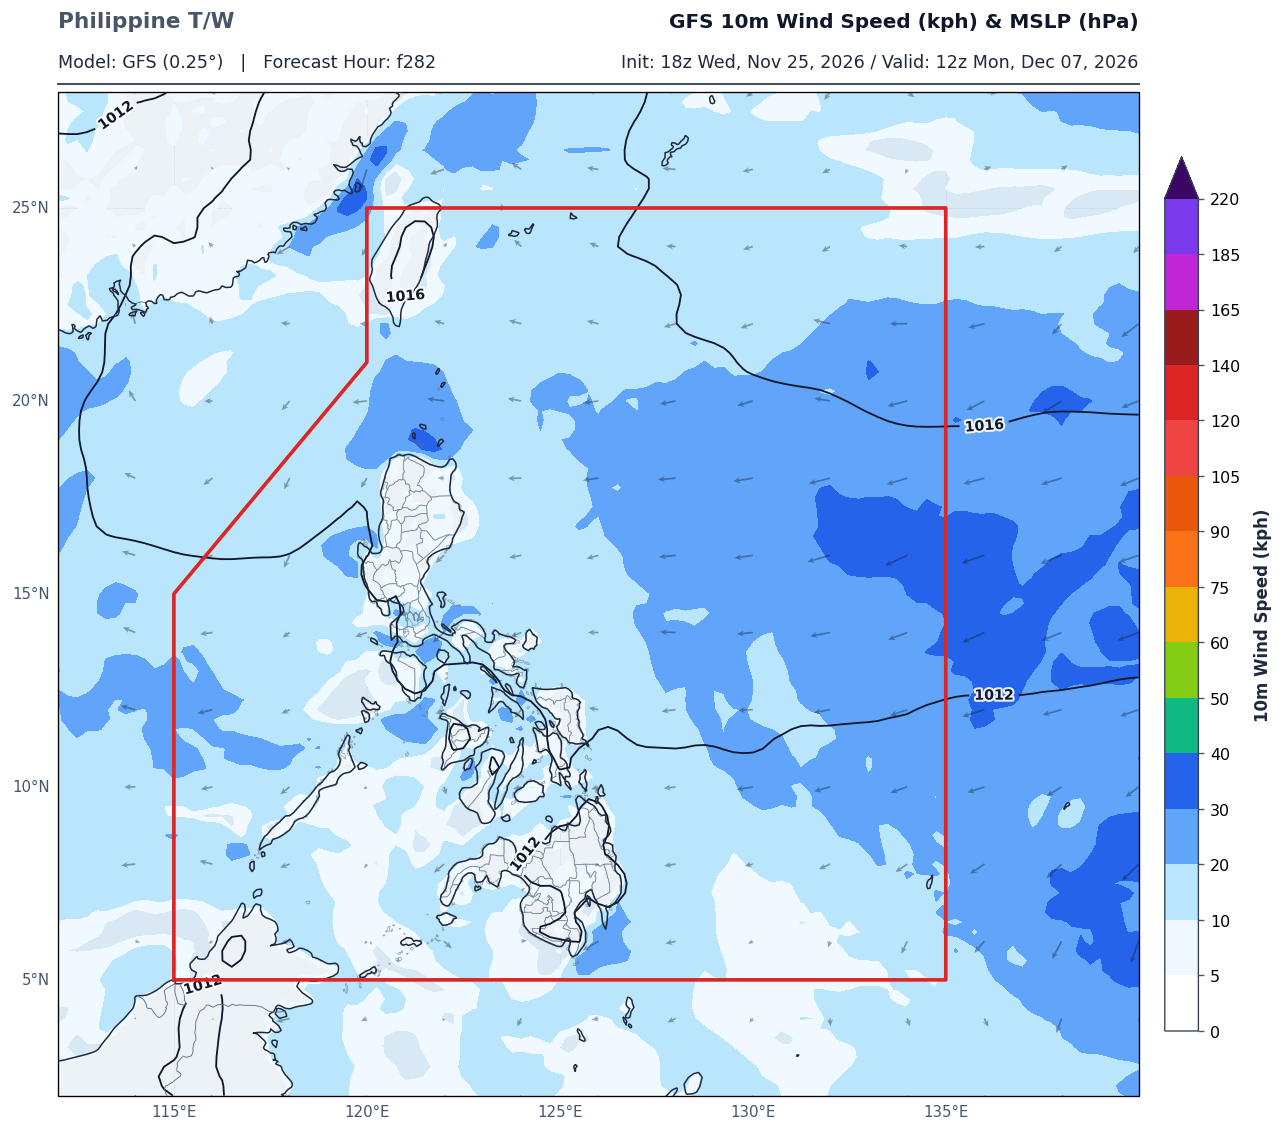 Philippine T/W
GFS 10m Wind Speed (kph) & MSLP (hPa)
Model: GFS (0.25°) | Forecast Hour: f282
Init: 18z Wed, Nov 25, 2026 / Valid: 12z Mon, Dec 07, 2026
1012
25°N
1016
20°N
1016
15°N
1012
10°N
1012
5°N
1012
115°E
120°E
125°E
130°E
135°E
220
185
165
140
120
105
90
75
60
50
40
30
20
10
5
0
10m Wind Speed (kph)